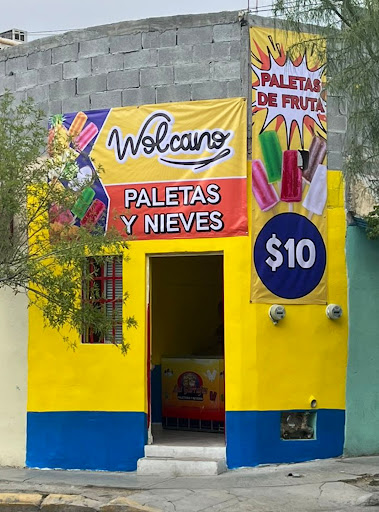 Wolcano
PALETAS
Y NIEVES
PALETAS
DE FRUTA
$10